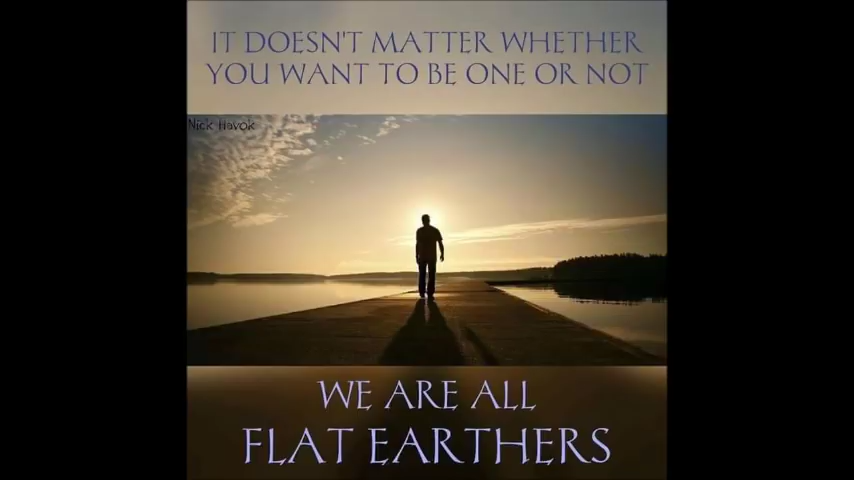 IT DOESN'T MATTER WHETHER
YOU WANT TO BE ONE OR NOT
Nick Havok
WE ARE ALL
FLAT EARTHERS